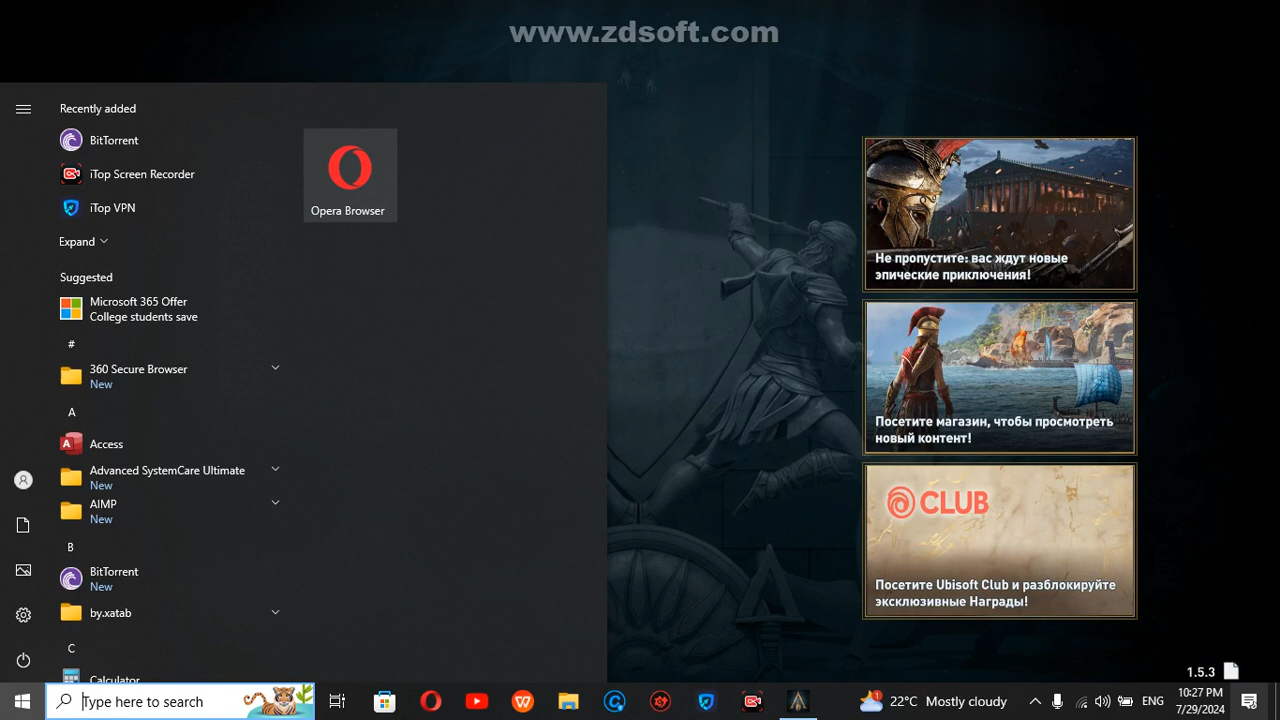 www.zdsoft.com
Recently added
BitTorrent
iTop Screen Recorder
iTop VPN
Expand
Opera Browser
Suggested
Microsoft 365 Offer
College students save
#
360 Secure Browser
New
A
Access
Advanced SystemCare Ultimate
New
AIMP
New
B
BitTorrent
New
by.xatab
C
Calculator
Не пропустите: вас ждут новые
эпические приключения!
Посетите магазин, чтобы просмотреть
новый контент!
CLUB
Посетите Ubisoft Club и разблокируйте
эксклюзивные Награды!
1.5.3
Type here to search
W
1
22°C Mostly cloudy
ENG
10:27 PM
7/29/2024